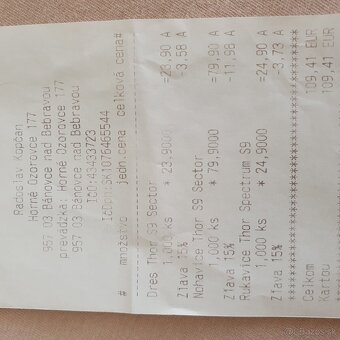 Radoslav Kopčan
Horné Ozorovce 177
957 03 Bánovce nad Bebravou
prevádzka: Horné Ozorovce 177
957 03 Bánovce nad Bebravou
IČO:43433723
IčDphSK1076465544
# množstvo jedn.cena celková cena#
Dres Thor S9 Sector
1,000 ks * 23,9000 =23,90 A
Zľava 15% -3,58 A
Nohavice Thor S9 Sector
1,000 ks * 79,9000 =79,90 A
Zľava 15% -11,98 A
Rukavice Thor Spectrum S9
1,000 ks * 24,9000 =24,90 A
Zľava 15% -3,73 A
Celkom 109,41 EUR
Kartou 109,41 EUR